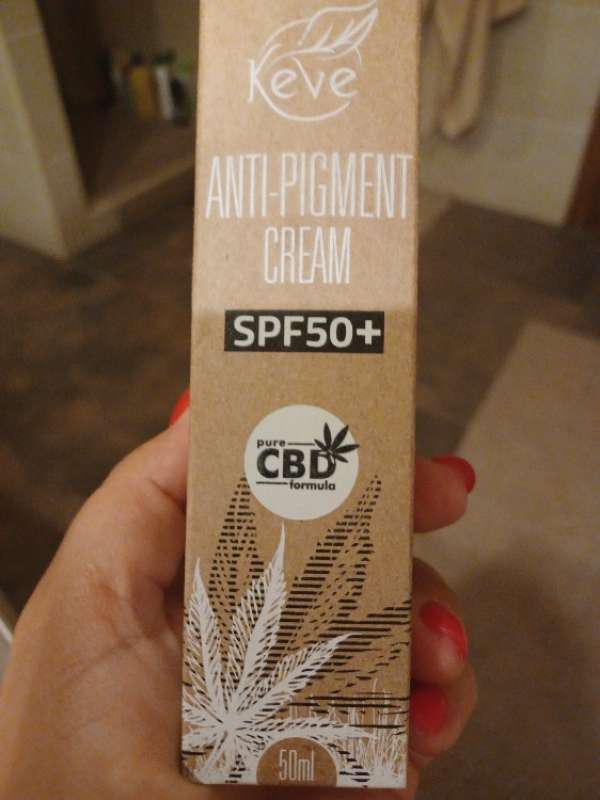 Keve
ANTI-PIGMENT
CREAM
SPF50+
pure
CBD
formula
50ml